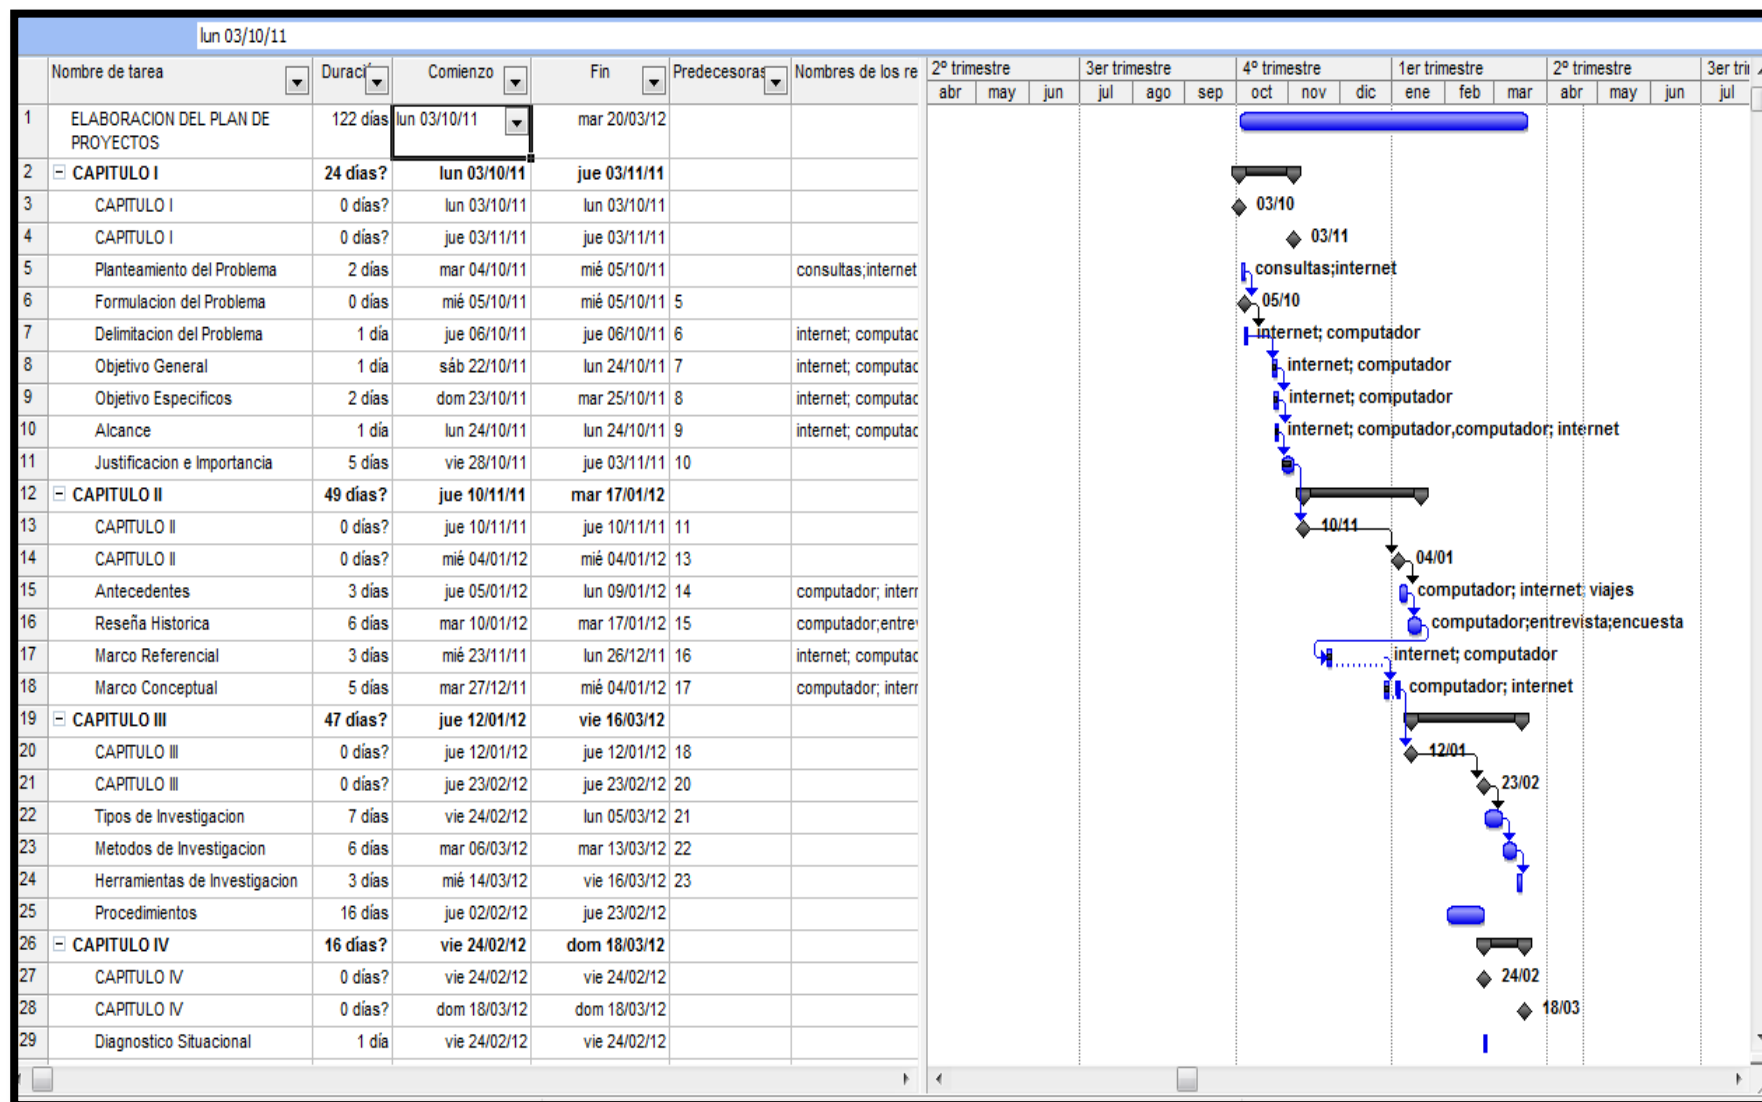 lun 03/10/11
Nombre de tarea Duraci Comienzo Fin Predecesoras Nombres de los re
2º trimestre 3er trimestre 4º trimestre 1er trimestre 2º trimestre 3er tri
abr may jun jul ago sep oct nov dic ene feb mar abr may jun jul
1 ELABORACION DEL PLAN DE PROYECTOS 122 días lun 03/10/11 mar 20/03/12
2 CAPITULO I 24 días? lun 03/10/11 jue 03/11/11
3 CAPITULO I 0 días? lun 03/10/11 lun 03/10/11 03/10
4 CAPITULO I 0 días? jue 03/11/11 jue 03/11/11 03/11
5 Planteamiento del Problema 2 días mar 04/10/11 mié 05/10/11 consultas;internet consultas;internet
6 Formulacion del Problema 0 días mié 05/10/11 mié 05/10/11 5 05/10
7 Delimitacion del Problema 1 día jue 06/10/11 jue 06/10/11 6 internet; computac internet; computador
8 Objetivo General 1 día sáb 22/10/11 lun 24/10/11 7 internet; computac internet; computador
9 Objetivo Especificos 2 días dom 23/10/11 mar 25/10/11 8 internet; computac internet; computador
10 Alcance 1 día lun 24/10/11 lun 24/10/11 9 internet; computac internet; computador,computador; internet
11 Justificacion e Importancia 5 días vie 28/10/11 jue 03/11/11 10
12 CAPITULO II 49 días? jue 10/11/11 mar 17/01/12
13 CAPITULO II 0 días? jue 10/11/11 jue 10/11/11 11 10/11
14 CAPITULO II 0 días? mié 04/01/12 mié 04/01/12 13 04/01
15 Antecedentes 3 días jue 05/01/12 lun 09/01/12 14 computador; interr computador; internet; viajes
16 Reseña Historica 6 días mar 10/01/12 mar 17/01/12 15 computador;entrev computador;entrevista;encuesta
17 Marco Referencial 3 días mié 23/11/11 lun 26/12/11 16 internet; computac internet; computador
18 Marco Conceptual 5 días mar 27/12/11 mié 04/01/12 17 computador; interr computador; internet
19 CAPITULO III 47 días? jue 12/01/12 vie 16/03/12
20 CAPITULO III 0 días? jue 12/01/12 jue 12/01/12 18 12/01
21 CAPITULO III 0 días? jue 23/02/12 jue 23/02/12 20 23/02
22 Tipos de Investigacion 7 días vie 24/02/12 lun 05/03/12 21
23 Metodos de Investigacion 6 días mar 06/03/12 mar 13/03/12 22
24 Herramientas de Investigacion 3 días mié 14/03/12 vie 16/03/12 23
25 Procedimientos 16 días jue 02/02/12 jue 23/02/12
26 CAPITULO IV 16 días? vie 24/02/12 dom 18/03/12
27 CAPITULO IV 0 días? vie 24/02/12 vie 24/02/12 24/02
28 CAPITULO IV 0 días? dom 18/03/12 dom 18/03/12 18/03
29 Diagnostico Situacional 1 día vie 24/02/12 vie 24/02/12